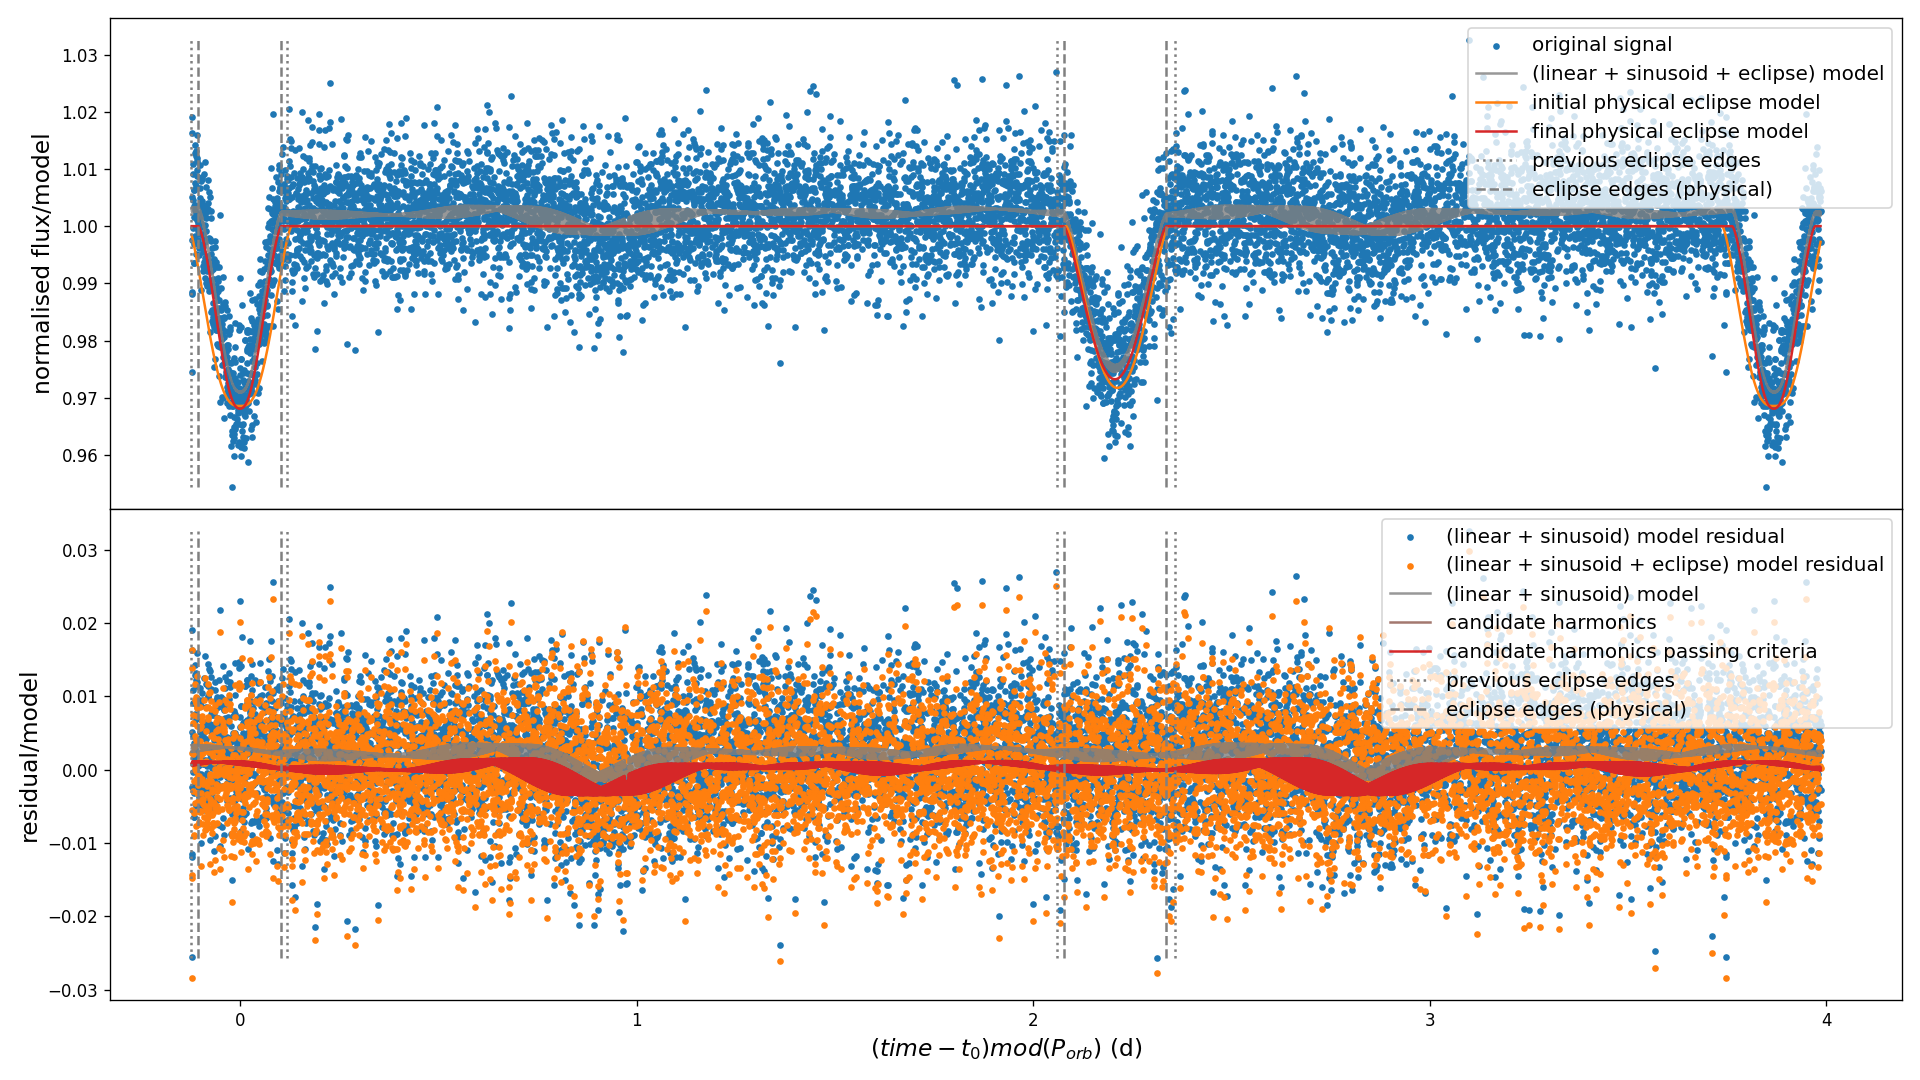 normalised flux/model
1.03
1.02
1.01
1.00
0.99
0.98
0.97
0.96
original signal
(linear + sinusoid + eclipse) model
initial physical eclipse model
final physical eclipse model
previous eclipse edges
eclipse edges (physical)
residual/model
0.03
0.02
0.01
0.00
−0.01
−0.02
−0.03
(linear + sinusoid) model residual
(linear + sinusoid + eclipse) model residual
(linear + sinusoid) model
candidate harmonics
candidate harmonics passing criteria
previous eclipse edges
eclipse edges (physical)
0 1 2 3 4
(time − t₀)mod(Pₒᵣb) (d)